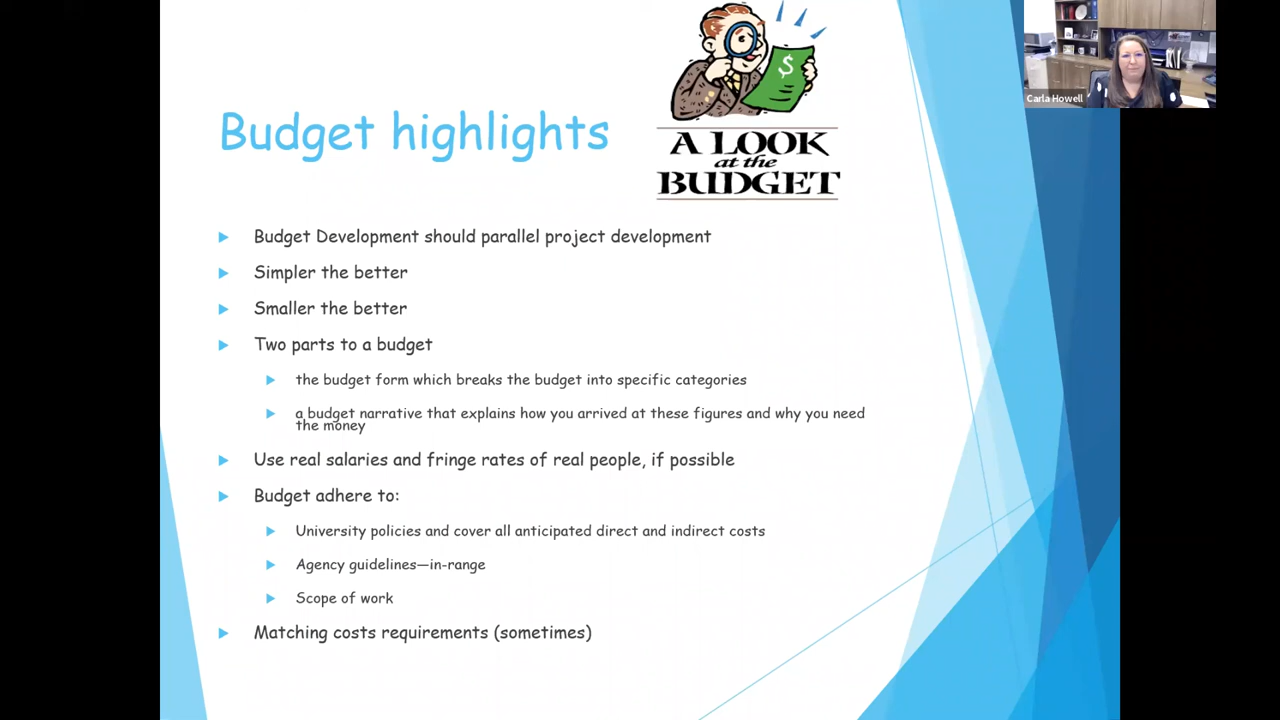 Carla Howell
Budget highlights
$
A LOOK
at the
BUDGET
Budget Development should parallel project development
Simpler the better
Smaller the better
Two parts to a budget
the budget form which breaks the budget into specific categories
a budget narrative that explains how you arrived at these figures and why you need
the money
Use real salaries and fringe rates of real people, if possible
Budget adhere to:
University policies and cover all anticipated direct and indirect costs
Agency guidelines—in-range
Scope of work
Matching costs requirements (sometimes)